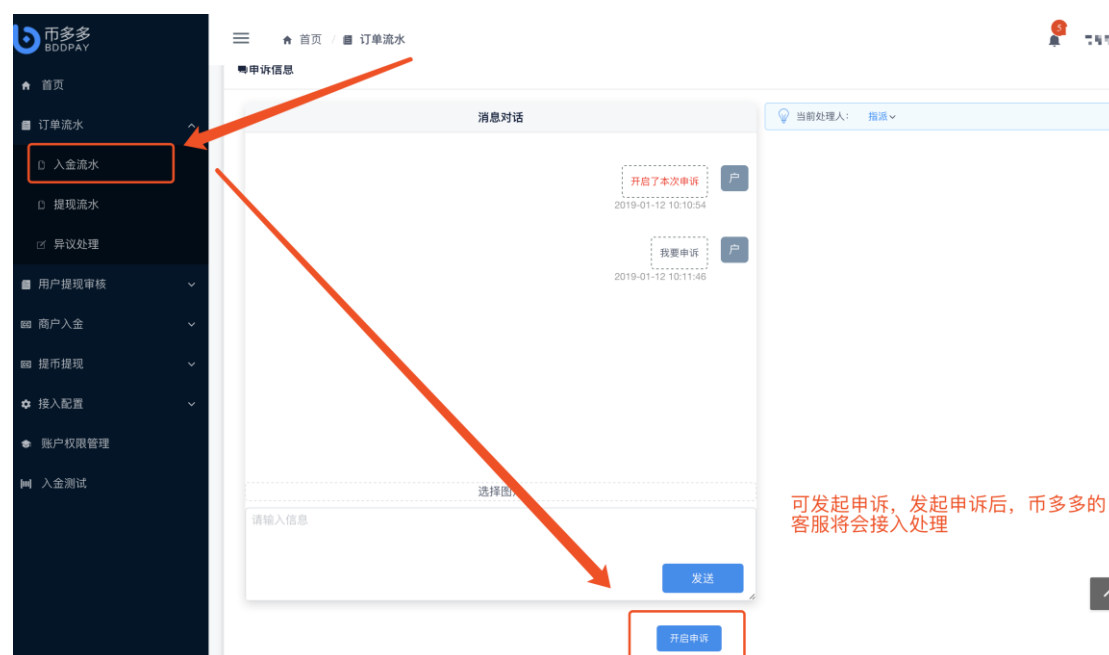 币多多
BDDPAY
首页 / 订单流水
5
首页
订单流水
入金流水
提现流水
异议处理
用户提现审核
商户入金
提币提现
接入配置
账户权限管理
入金测试
申诉信息
消息对话
当前处理人: 指派
开启了本次申诉
户
2019-01-12 10:10:54
我要申诉
户
2019-01-12 10:11:46
选择图
请输入信息
发送
开启申诉
可发起申诉，发起申诉后，币多多的
客服将会接入处理